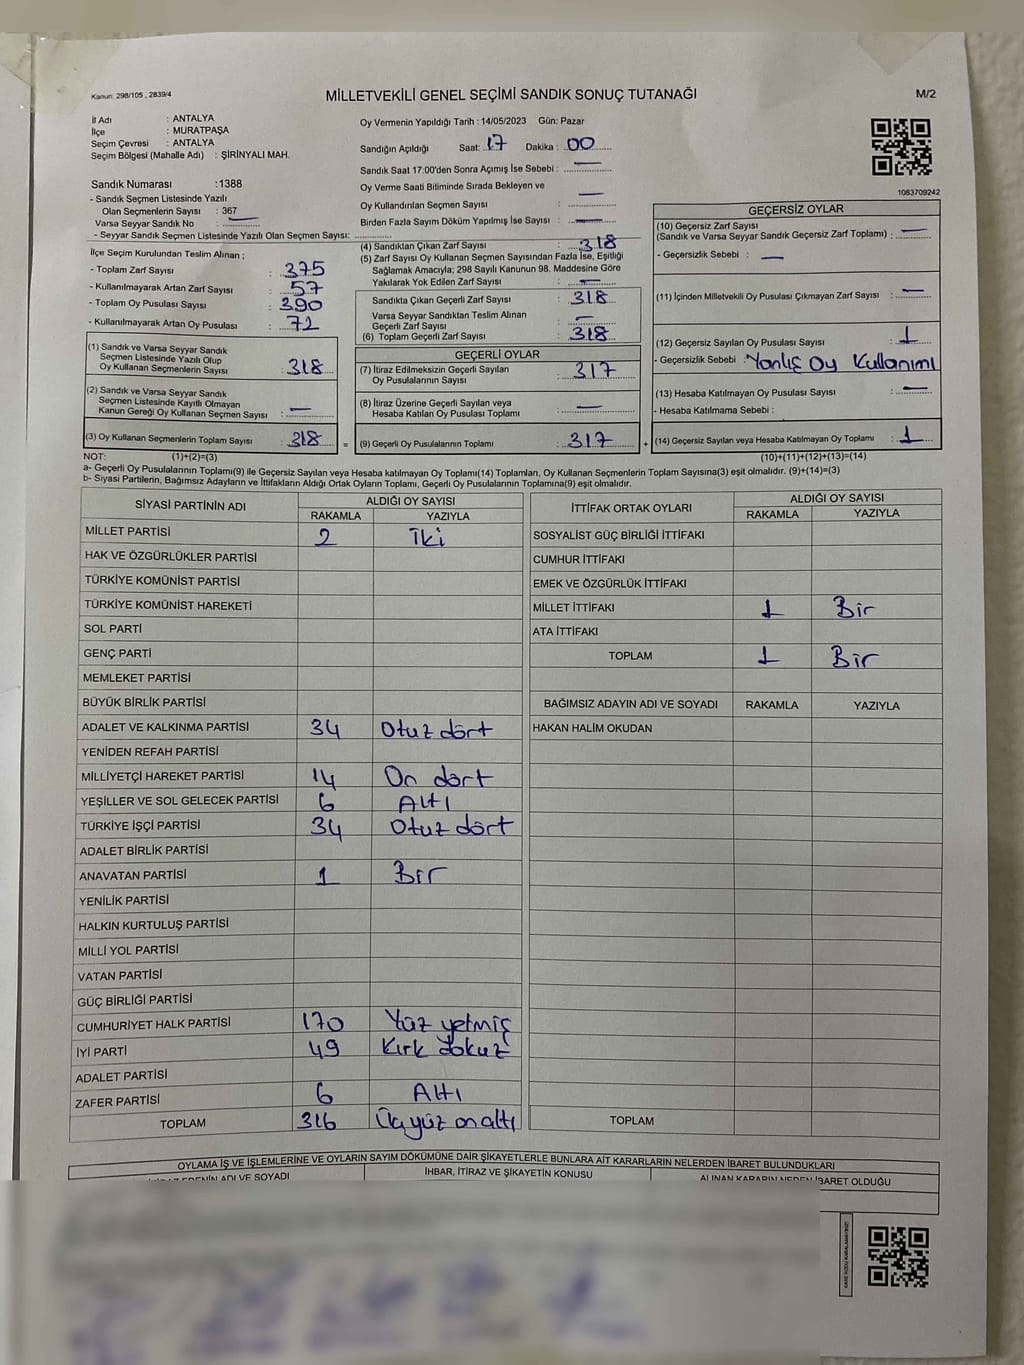 Kanun: 298/105 , 2839/4
MİLLETVEKİLİ GENEL SEÇİMİ SANDIK SONUÇ TUTANAĞI
M/2
İl Adı : ANTALYA
İlçe : MURATPAŞA
Seçim Çevresi : ANTALYA
Seçim Bölgesi (Mahalle Adı) : ŞİRİNYALI MAH.
Sandık Numarası :1388
- Sandık Seçmen Listesinde Yazılı
Olan Seçmenlerin Sayısı : 367
Varsa Seyyar Sandık No —
- Seyyar Sandık Seçmen Listesinde Yazılı Olan Seçmen Sayısı:
Oy Vermenin Yapıldığı Tarih : 14/05/2023 Gün: Pazar
Sandığın Açıldığı Saat: 17 Dakika : 00
Sandık Saat 17:00'den Sonra Açımış İse Sebebi : —
Oy Verme Saati Bitiminde Sırada Bekleyen ve
Oy Kullandırılan Seçmen Sayısı : —
Birden Fazla Sayım Döküm Yapılmış İse Sayısı : —
1083709242
İlçe Seçim Kurulundan Teslim Alınan ;
- Toplam Zarf Sayısı : 375
- Kullanılmayarak Artan Zarf Sayısı : 57
- Toplam Oy Pusulası Sayısı : 390
- Kullanılmayarak Artan Oy Pusulası : 72
(1) Sandık ve Varsa Seyyar Sandık
Seçmen Listesinde Yazılı Olup
Oy Kullanan Seçmenlerin Sayısı : 318
(2) Sandık ve Varsa Seyyar Sandık
Seçmen Listesinde Kayıtlı Olmayan
Kanun Gereği Oy Kullanan Seçmen Sayısı : —
(3) Oy Kullanan Seçmenlerin Toplam Sayısı : 318 =
(4) Sandıktan Çıkan Zarf Sayısı : 318
(5) Zarf Sayısı Oy Kullanan Seçmen Sayısından Fazla İse, Eşitliği
Sağlamak Amacıyla; 298 Sayılı Kanunun 98. Maddesine Göre
Yakılarak Yok Edilen Zarf Sayısı : —
Sandıkta Çıkan Geçerli Zarf Sayısı : 318
Varsa Seyyar Sandıktan Teslim Alınan
Geçerli Zarf Sayısı : —
(6) Toplam Geçerli Zarf Sayısı : 318
GEÇERLİ OYLAR
(7) İtiraz Edilmeksizin Geçerli Sayılan
Oy Pusulalarının Sayısı : 317
(8) İtiraz Üzerine Geçerli Sayılan veya
Hesaba Katılan Oy Pusulası Toplamı : —
(9) Geçerli Oy Pusulalarının Toplamı : 317 +
GEÇERSİZ OYLAR
(10) Geçersiz Zarf Sayısı
(Sandık ve Varsa Seyyar Sandık Geçersiz Zarf Toplamı) : —
- Geçersizlik Sebebi : —
(11) İçinden Milletvekili Oy Pusulası Çıkmayan Zarf Sayısı : —
(12) Geçersiz Sayılan Oy Pusulası Sayısı : 1
- Geçersizlik Sebebi : Yanlış Oy Kullanımı
(13) Hesaba Katılmayan Oy Pusulası Sayısı : —
- Hesaba Katılmama Sebebi :
(14) Geçersiz Sayılan veya Hesaba Katılmayan Oy Toplamı : 1
NOT: (1)+(2)=(3) (10)+(11)+(12)+(13)=(14)
a- Geçerli Oy Pusulalarının Toplamı(9) ile Geçersiz Sayılan veya Hesaba katılmayan Oy Toplamı(14) Toplamları, Oy Kullanan Seçmenlerin Toplam Sayısına(3) eşit olmalıdır. (9)+(14)=(3)
b- Siyasi Partilerin, Bağımsız Adayların ve İttifakların Aldığı Ortak Oyların Toplamı, Geçerli Oy Pusulalarının Toplamına(9) eşit olmalıdır.
SİYASİ PARTİNİN ADI ALDIĞI OY SAYISI
RAKAMLA YAZIYLA
MİLLET PARTİSİ 2 İki
HAK VE ÖZGÜRLÜKLER PARTİSİ
TÜRKİYE KOMÜNİST PARTİSİ
TÜRKİYE KOMÜNİST HAREKETİ
SOL PARTİ
GENÇ PARTİ
MEMLEKET PARTİSİ
BÜYÜK BİRLİK PARTİSİ
ADALET VE KALKINMA PARTİSİ 34 Otuz dört
YENİDEN REFAH PARTİSİ
MİLLİYETÇİ HAREKET PARTİSİ 14 On dört
YEŞİLLER VE SOL GELECEK PARTİSİ 6 Altı
TÜRKİYE İŞÇİ PARTİSİ 34 Otuz dört
ADALET BİRLİK PARTİSİ
ANAVATAN PARTİSİ 1 Bir
YENİLİK PARTİSİ
HALKIN KURTULUŞ PARTİSİ
MİLLİ YOL PARTİSİ
VATAN PARTİSİ
GÜÇ BİRLİĞİ PARTİSİ
CUMHURİYET HALK PARTİSİ 170 Yüz yetmiş
İYİ PARTİ 49 Kırk dokuz
ADALET PARTİSİ
ZAFER PARTİSİ 6 Altı
TOPLAM 316 Üçyüz on altı
İTTİFAK ORTAK OYLARI ALDIĞI OY SAYISI
RAKAMLA YAZIYLA
SOSYALİST GÜÇ BİRLİĞİ İTTİFAKI
CUMHUR İTTİFAKI
EMEK VE ÖZGÜRLÜK İTTİFAKI
MİLLET İTTİFAKI 1 Bir
ATA İTTİFAKI
TOPLAM 1 Bir
BAĞIMSIZ ADAYIN ADI VE SOYADI RAKAMLA YAZIYLA
HAKAN HALİM OKUDAN
TOPLAM
OYLAMA İŞ VE İŞLEMLERİNE VE OYLARIN SAYIM DÖKÜMÜNE DAİR ŞİKAYETLERLE BUNLARA AİT KARARLARIN NELERDEN İBARET BULUNDUKLARI
ADI VE SOYADI İHBAR, İTİRAZ VE ŞİKAYETİN KONUSU ALINAN KARARIN NEDEN İBARET OLDUĞU